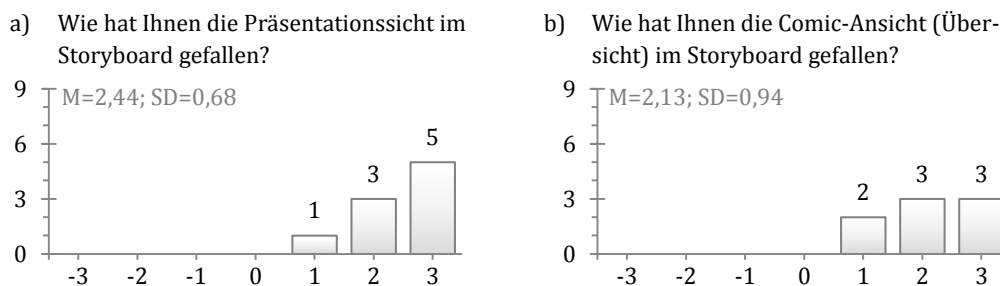 a) Wie hat Ihnen die Präsentationssicht im
Storyboard gefallen?
9
M=2,44; SD=0,68
6
3
0
1
3
5
-3 -2 -1 0 1 2 3
b) Wie hat Ihnen die Comic-Ansicht (Über-
sicht) im Storyboard gefallen?
9
M=2,13; SD=0,94
6
3
0
2
3
3
-3 -2 -1 0 1 2 3